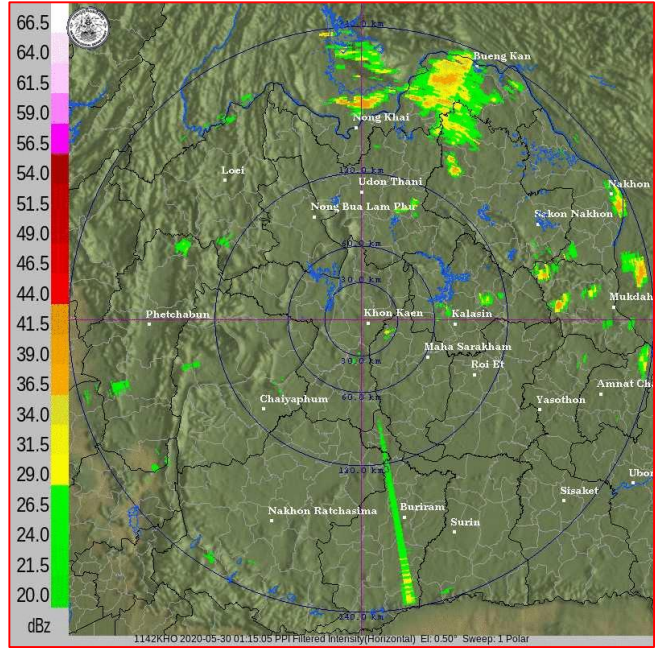 66.5
64.0
61.5
59.0
56.5
54.0
51.5
49.0
46.5
44.0
41.5
39.0
36.5
34.0
31.5
29.0
26.5
24.0
21.5
20.0
dBz
Bueng Kan
Nong Khai
Loei
Udon Thani
Nakhon
Nong Bua Lam Phu
Sakon Nakhon
30.0 km
Mukdah
Phetchabun
Khon Kaen
Kalasin
Maha Sarakham
30.0 km
Roi Et
Amnat Cha
60.0 km
Chaiyaphum
Yasothon
120.0 km
Ubon
Sisaket
Nakhon Ratchasima
Buriram
Surin
240.0 km
1142KHO 2020-05-30 01:15:05 PPI Filtered Intensity(Horizontal) El: 0.50° Sweep: 1 Polar